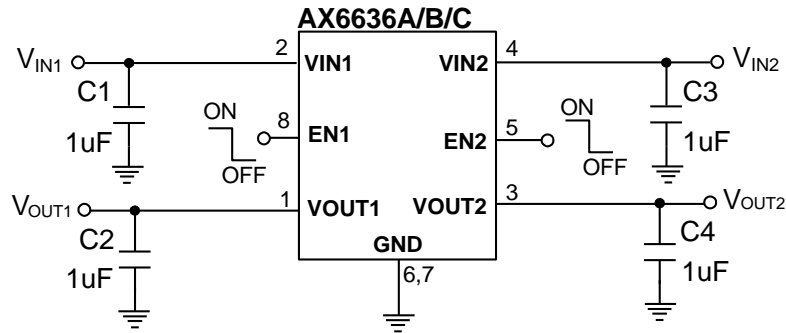 AX6636A/B/C
VIN1
2
VIN1
VIN2
4
VIN2
C1
1uF
C3
1uF
ON
OFF
8
EN1
EN2
5
ON
OFF
VOUT1
1
VOUT1
VOUT2
3
VOUT2
C2
1uF
GND
6,7
C4
1uF